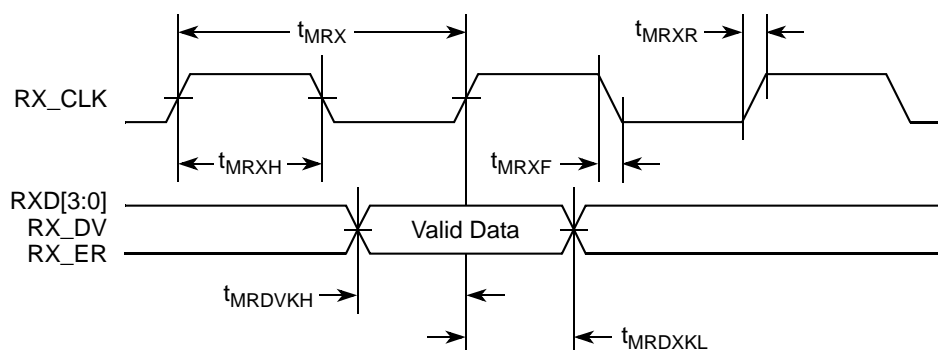 tMRX
tMRXR
RX_CLK
tMRXH
tMRXF
RXD[3:0]
RX_DV
Valid Data
RX_ER
tMRDVKH
tMRDXKL